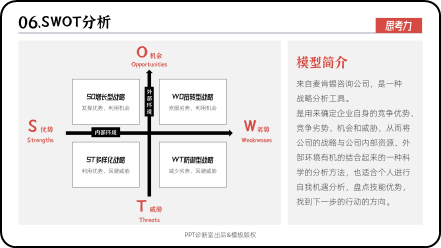 06.SWOT分析
思考力
O 机会
Opportunities
SO增长型战略
发挥优势、利用机会
WO扭转型战略
克服劣势、利用机会
外部环境
S 优势
Strengths
内部环境
W 劣势
Weaknesses
ST多样化战略
利用优势、回避威胁
WT防御型战略
减少劣势、回避威胁
T 威胁
Threats
模型简介
来自麦肯锡咨询公司，是一种
战略分析工具。
是用来确定企业自身的竞争优势、
竞争劣势、机会和威胁，从而将
公司的战略与公司内部资源、外
部环境有机的结合起来的一种科
学的分析方法，也适合个人进行
自我机遇分析，盘点技能优势，
找到下一步的行动的方向。
PPT诊断室出品&模板版权